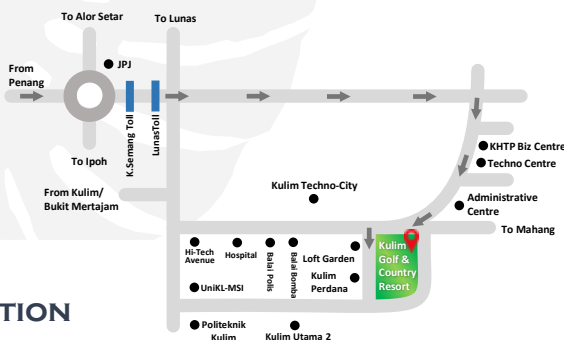 To Alor Setar
To Lunas
JPJ
From
Penang
K.Semang Toll
LunasToll
To Ipoh
KHTP Biz Centre
Techno Centre
From Kulim/
Bukit Mertajam
Kulim Techno-City
Administrative
Centre
To Mahang
Hi-Tech
Avenue
Hospital
Balai Polis
Balai Bomba
Loft Garden
Kulim
Perdana
Kulim
Golf &
Country
Resort
UniKL-MSI
TION
Politeknik
Kulim
Kulim Utama 2